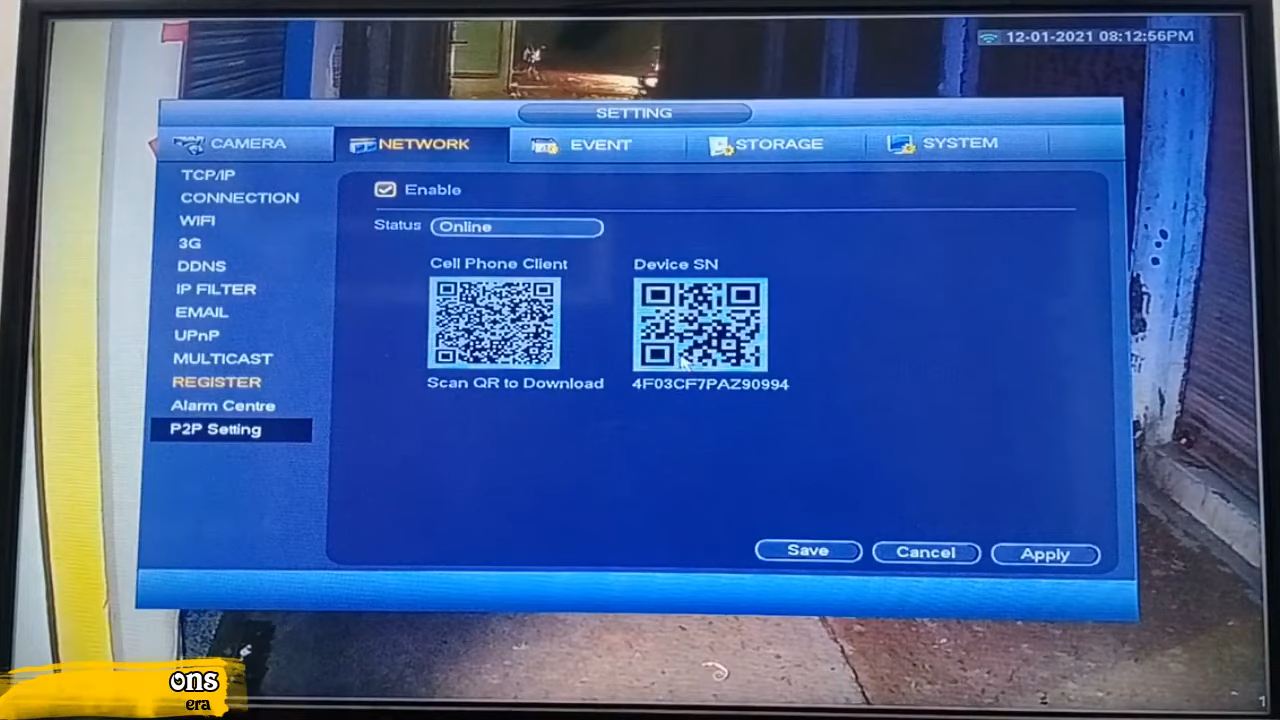 12-01-2021 08:12:56PM
SETTING
CAMERA
NETWORK
EVENT
STORAGE
SYSTEM
TCP/IP
CONNECTION
WIFI
3G
DDNS
IP FILTER
EMAIL
UPnP
MULTICAST
REGISTER
Alarm Centre
P2P Setting
Enable
Status Online
Cell Phone Client
Device SN
Scan QR to Download
4F03CF7PAZ90994
Save
Cancel
Apply
ons
era
1